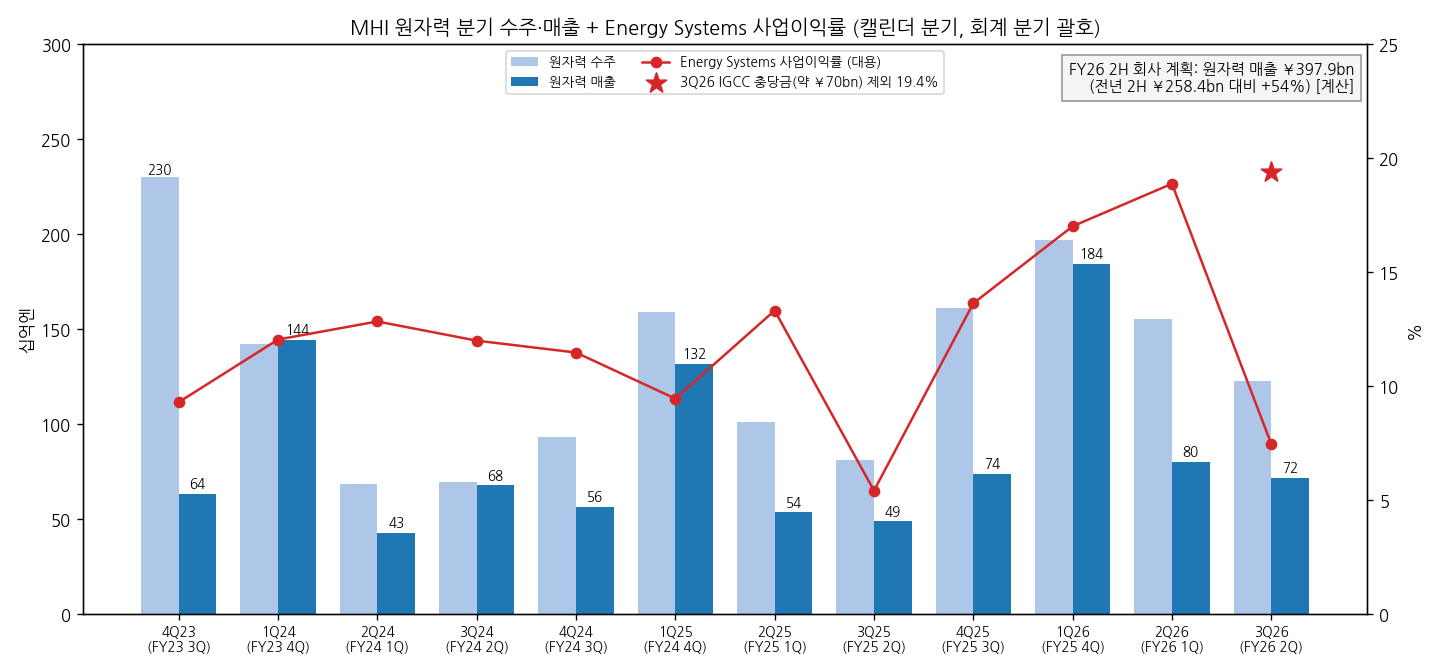 MHI 원자력 분기 수주·매출 + Energy Systems 사업이익률 (캘린더 분기, 회계 분기 괄호)
원자력 수주
원자력 매출
Energy Systems 사업이익률 (대용)
3Q26 IGCC 충당금(약 ¥70bn) 제외 19.4%
FY26 2H 회사 계획: 원자력 매출 ¥397.9bn
(전년 2H ¥258.4bn 대비 +54%) [계산]
십억엔
300
250
200
150
100
50
0
230
64
144
43
68
56
132
54
49
74
184
80
72
25
20
15
10
5
0
%
4Q23
(FY23 3Q)
1Q24
(FY23 4Q)
2Q24
(FY24 1Q)
3Q24
(FY24 2Q)
4Q24
(FY24 3Q)
1Q25
(FY24 4Q)
2Q25
(FY25 1Q)
3Q25
(FY25 2Q)
4Q25
(FY25 3Q)
1Q26
(FY25 4Q)
2Q26
(FY26 1Q)
3Q26
(FY26 2Q)